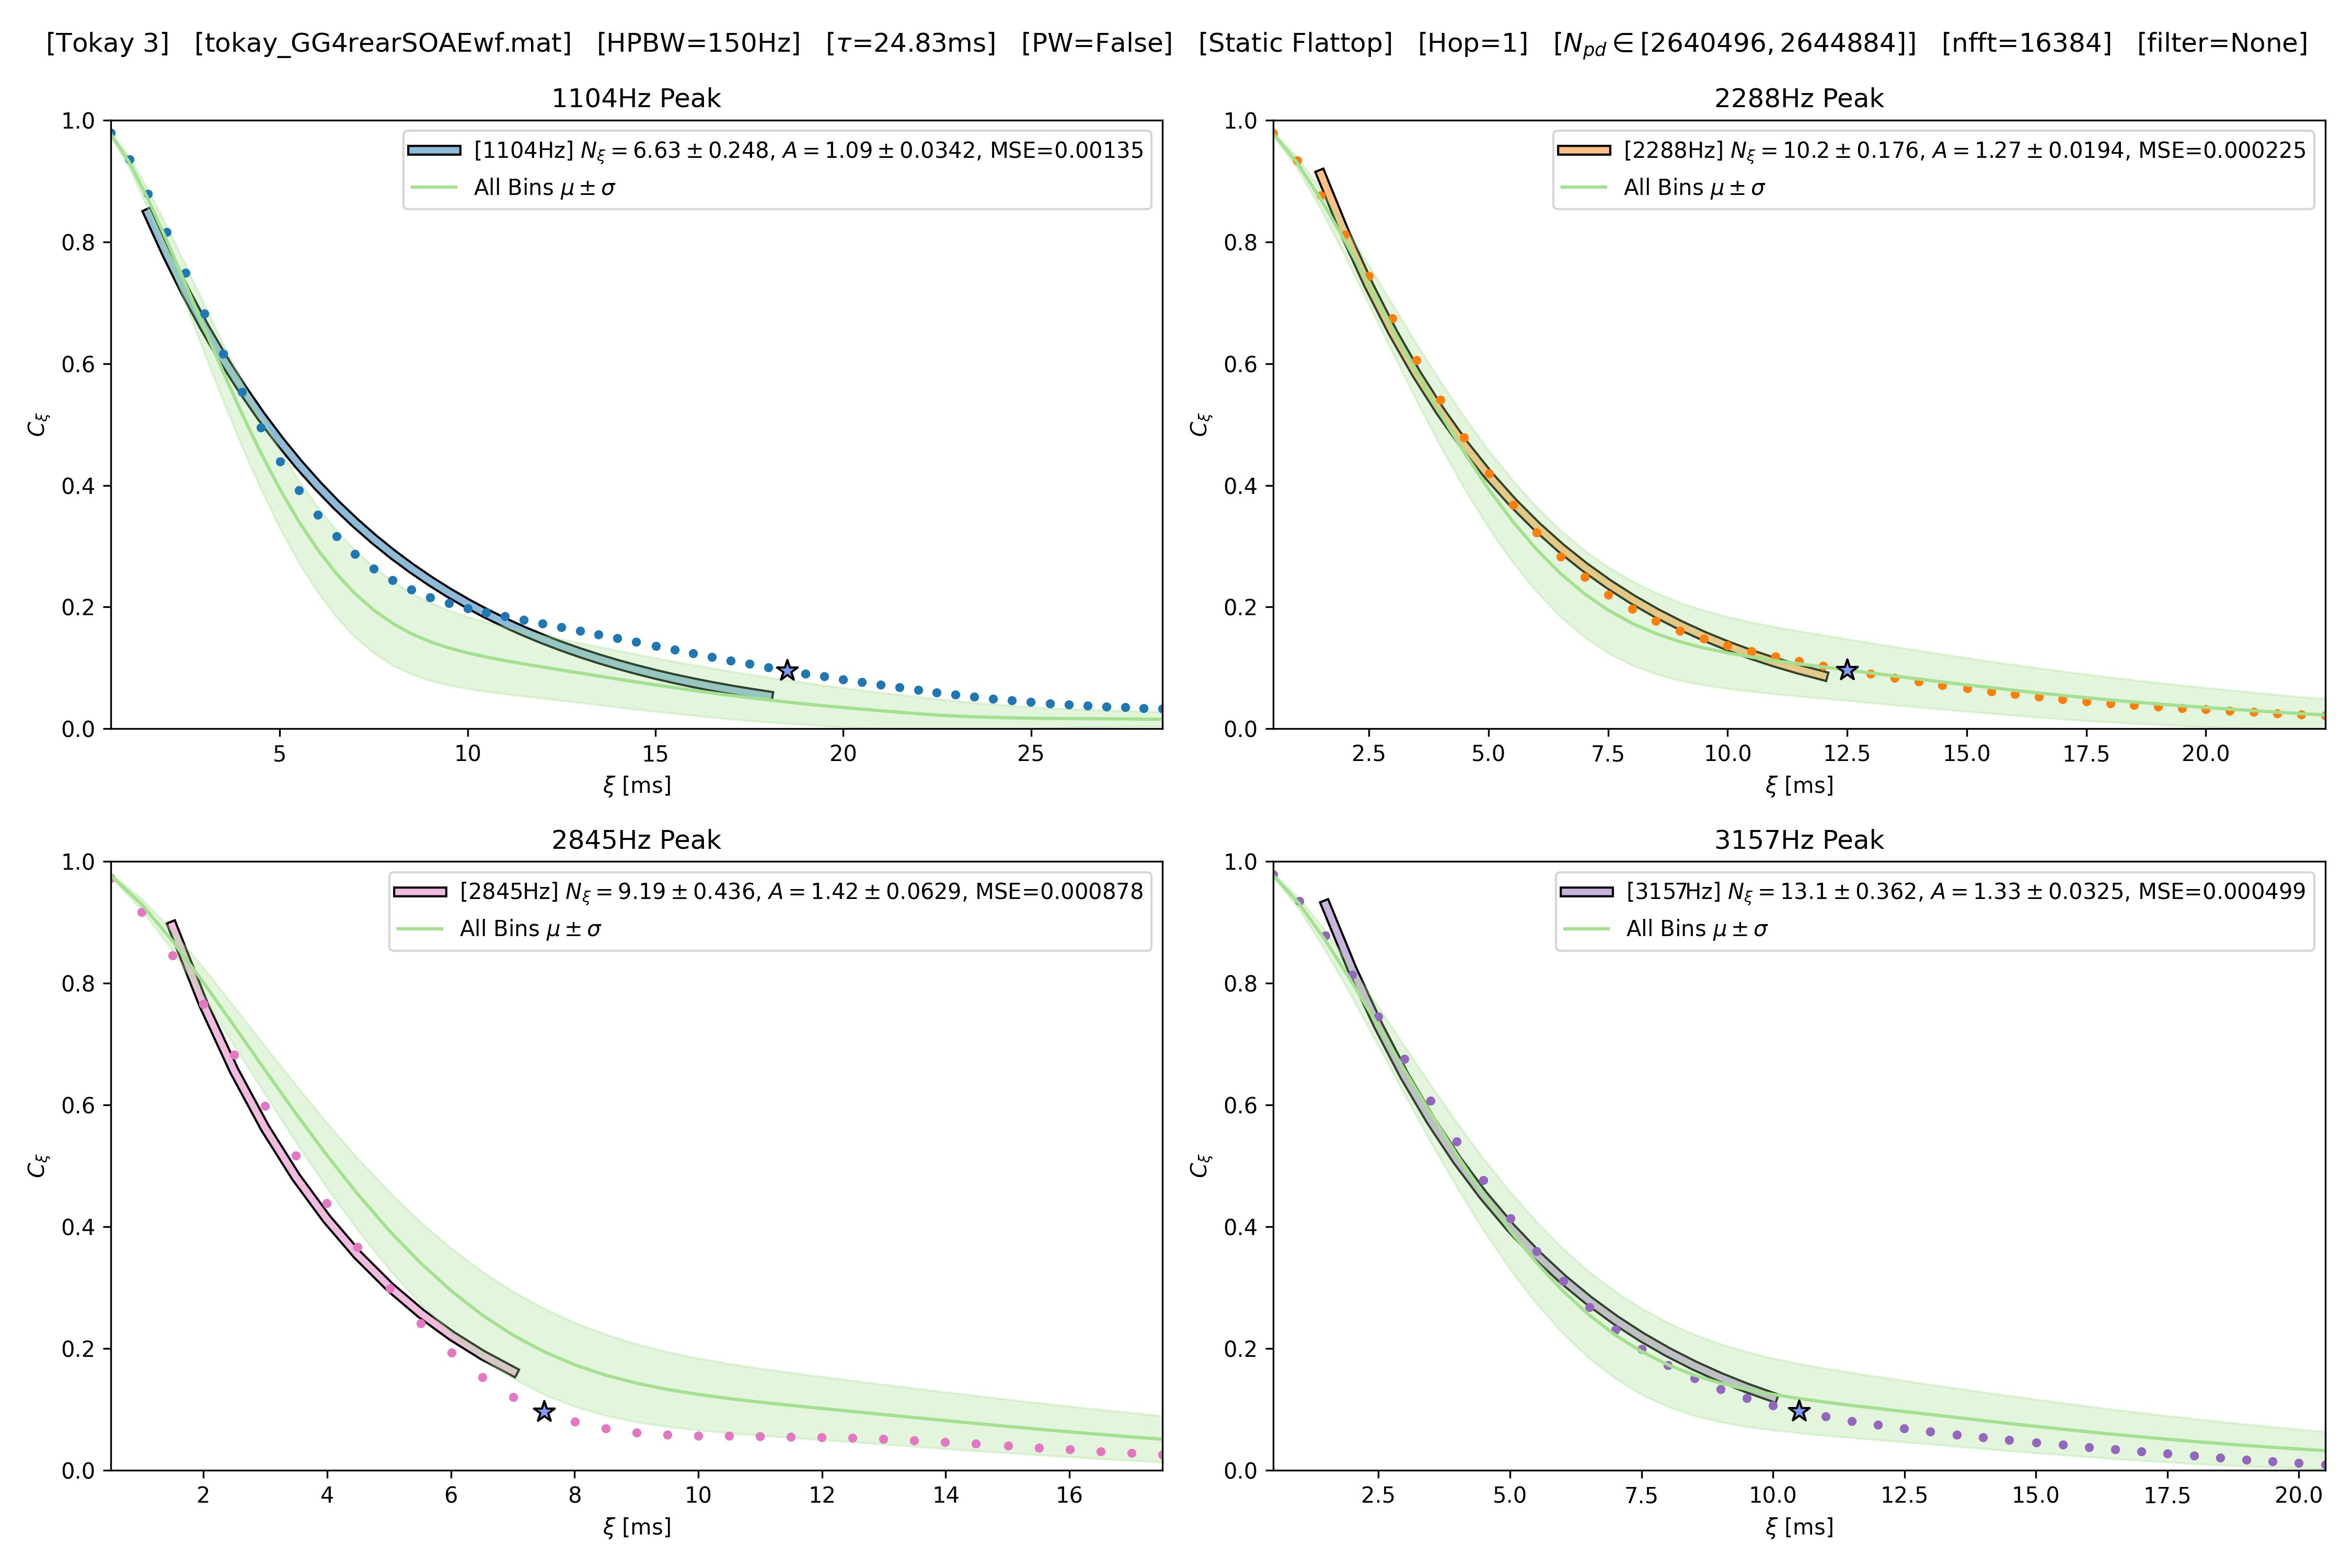 [Tokay 3] [tokay_GG4rearSOAEwf.mat] [HPBW=150Hz] [τ=24.83ms] [PW=False] [Static Flattop] [Hop=1] [N_pd ∈ [2640496, 2644884]] [nfft=16384] [filter=None]
1104Hz Peak
[1104Hz] N_ξ = 6.63 ± 0.248, A = 1.09 ± 0.0342, MSE=0.00135
All Bins μ ± σ
1.0
0.8
0.6
0.4
0.2
0.0
C_ξ
5 10 15 20 25
ξ [ms]
2288Hz Peak
[2288Hz] N_ξ = 10.2 ± 0.176, A = 1.27 ± 0.0194, MSE=0.000225
All Bins μ ± σ
1.0
0.8
0.6
0.4
0.2
0.0
C_ξ
2.5 5.0 7.5 10.0 12.5 15.0 17.5 20.0
ξ [ms]
2845Hz Peak
[2845Hz] N_ξ = 9.19 ± 0.436, A = 1.42 ± 0.0629, MSE=0.000878
All Bins μ ± σ
1.0
0.8
0.6
0.4
0.2
0.0
C_ξ
2 4 6 8 10 12 14 16
ξ [ms]
3157Hz Peak
[3157Hz] N_ξ = 13.1 ± 0.362, A = 1.33 ± 0.0325, MSE=0.000499
All Bins μ ± σ
1.0
0.8
0.6
0.4
0.2
0.0
C_ξ
2.5 5.0 7.5 10.0 12.5 15.0 17.5 20.0
ξ [ms]